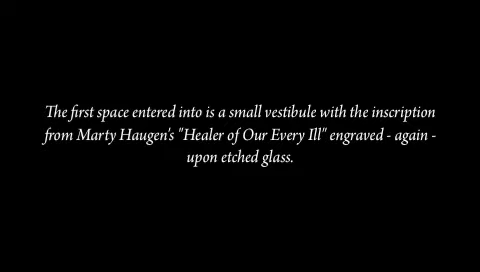 The first space entered into is a small vestibule with the inscription
from Marty Haugen's "Healer of Our Every Ill" engraved - again -
upon etched glass.